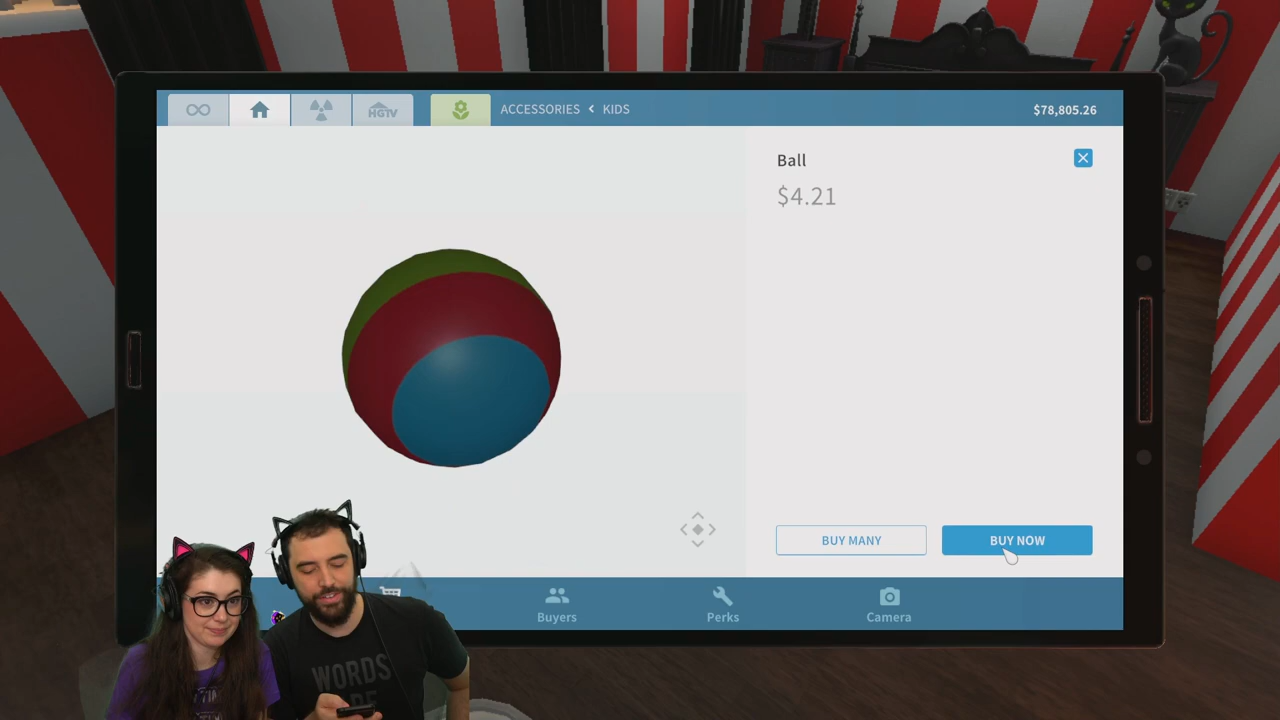 HGTV
ACCESSORIES < KIDS
$78,805.26
Ball
$4.21
BUY MANY
BUY NOW
Buyers
Perks
Camera
WORDS